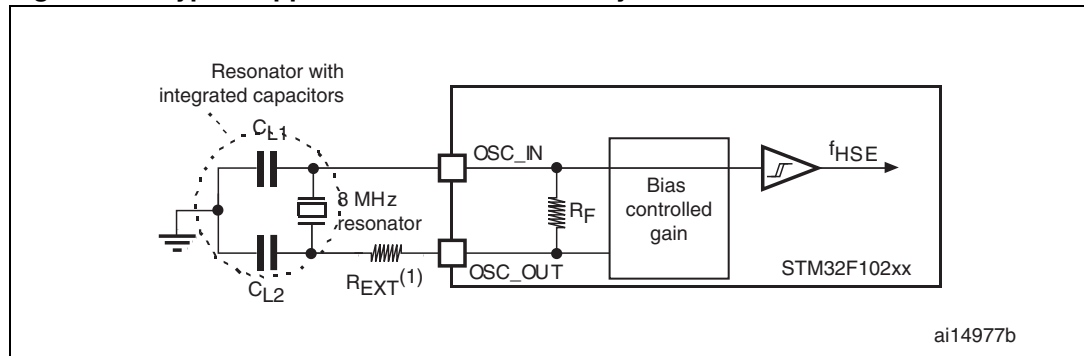 Resonator with
integrated capacitors
CL1
8 MHz
resonator
CL2
REXT(1)
OSC_IN
OSC_OUT
RF
Bias
controlled
gain
fHSE
STM32F102xx
ai14977b